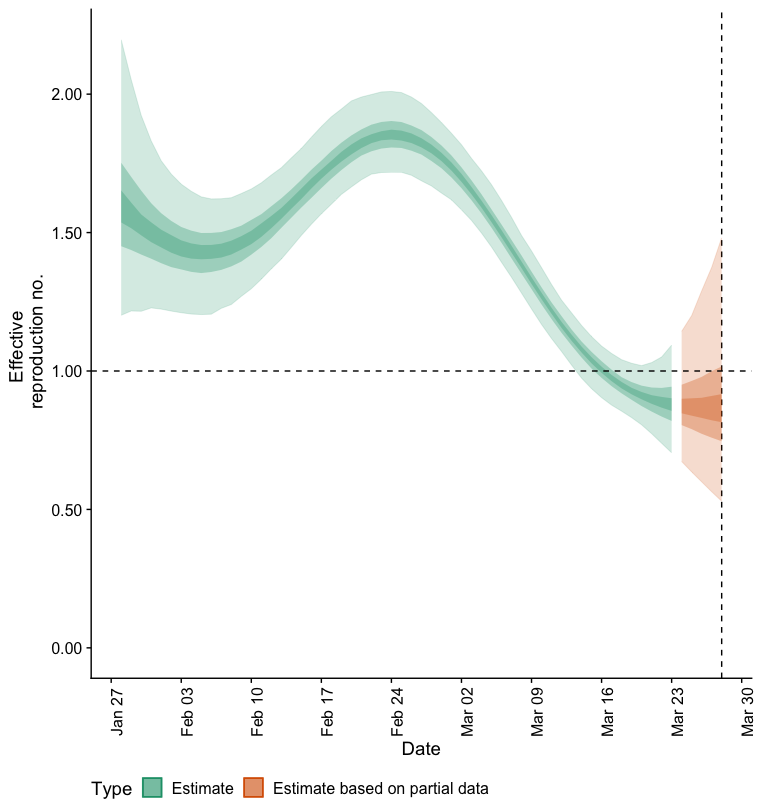 2.00
1.50
1.00
0.50
0.00
Effective
reproduction no.
Jan 27
Feb 03
Feb 10
Feb 17
Feb 24
Mar 02
Mar 09
Mar 16
Mar 23
Mar 30
Date
Type Estimate Estimate based on partial data